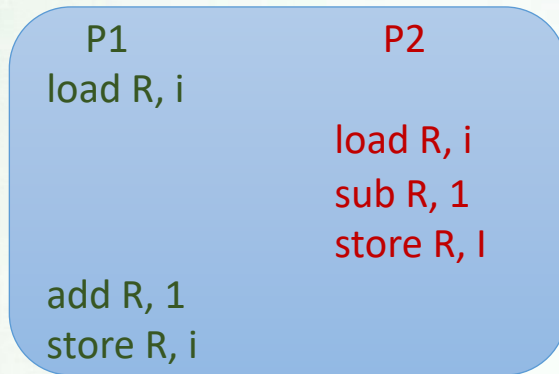 P1 P2
load R, i
load R, i
sub R, 1
store R, I
add R, 1
store R, i